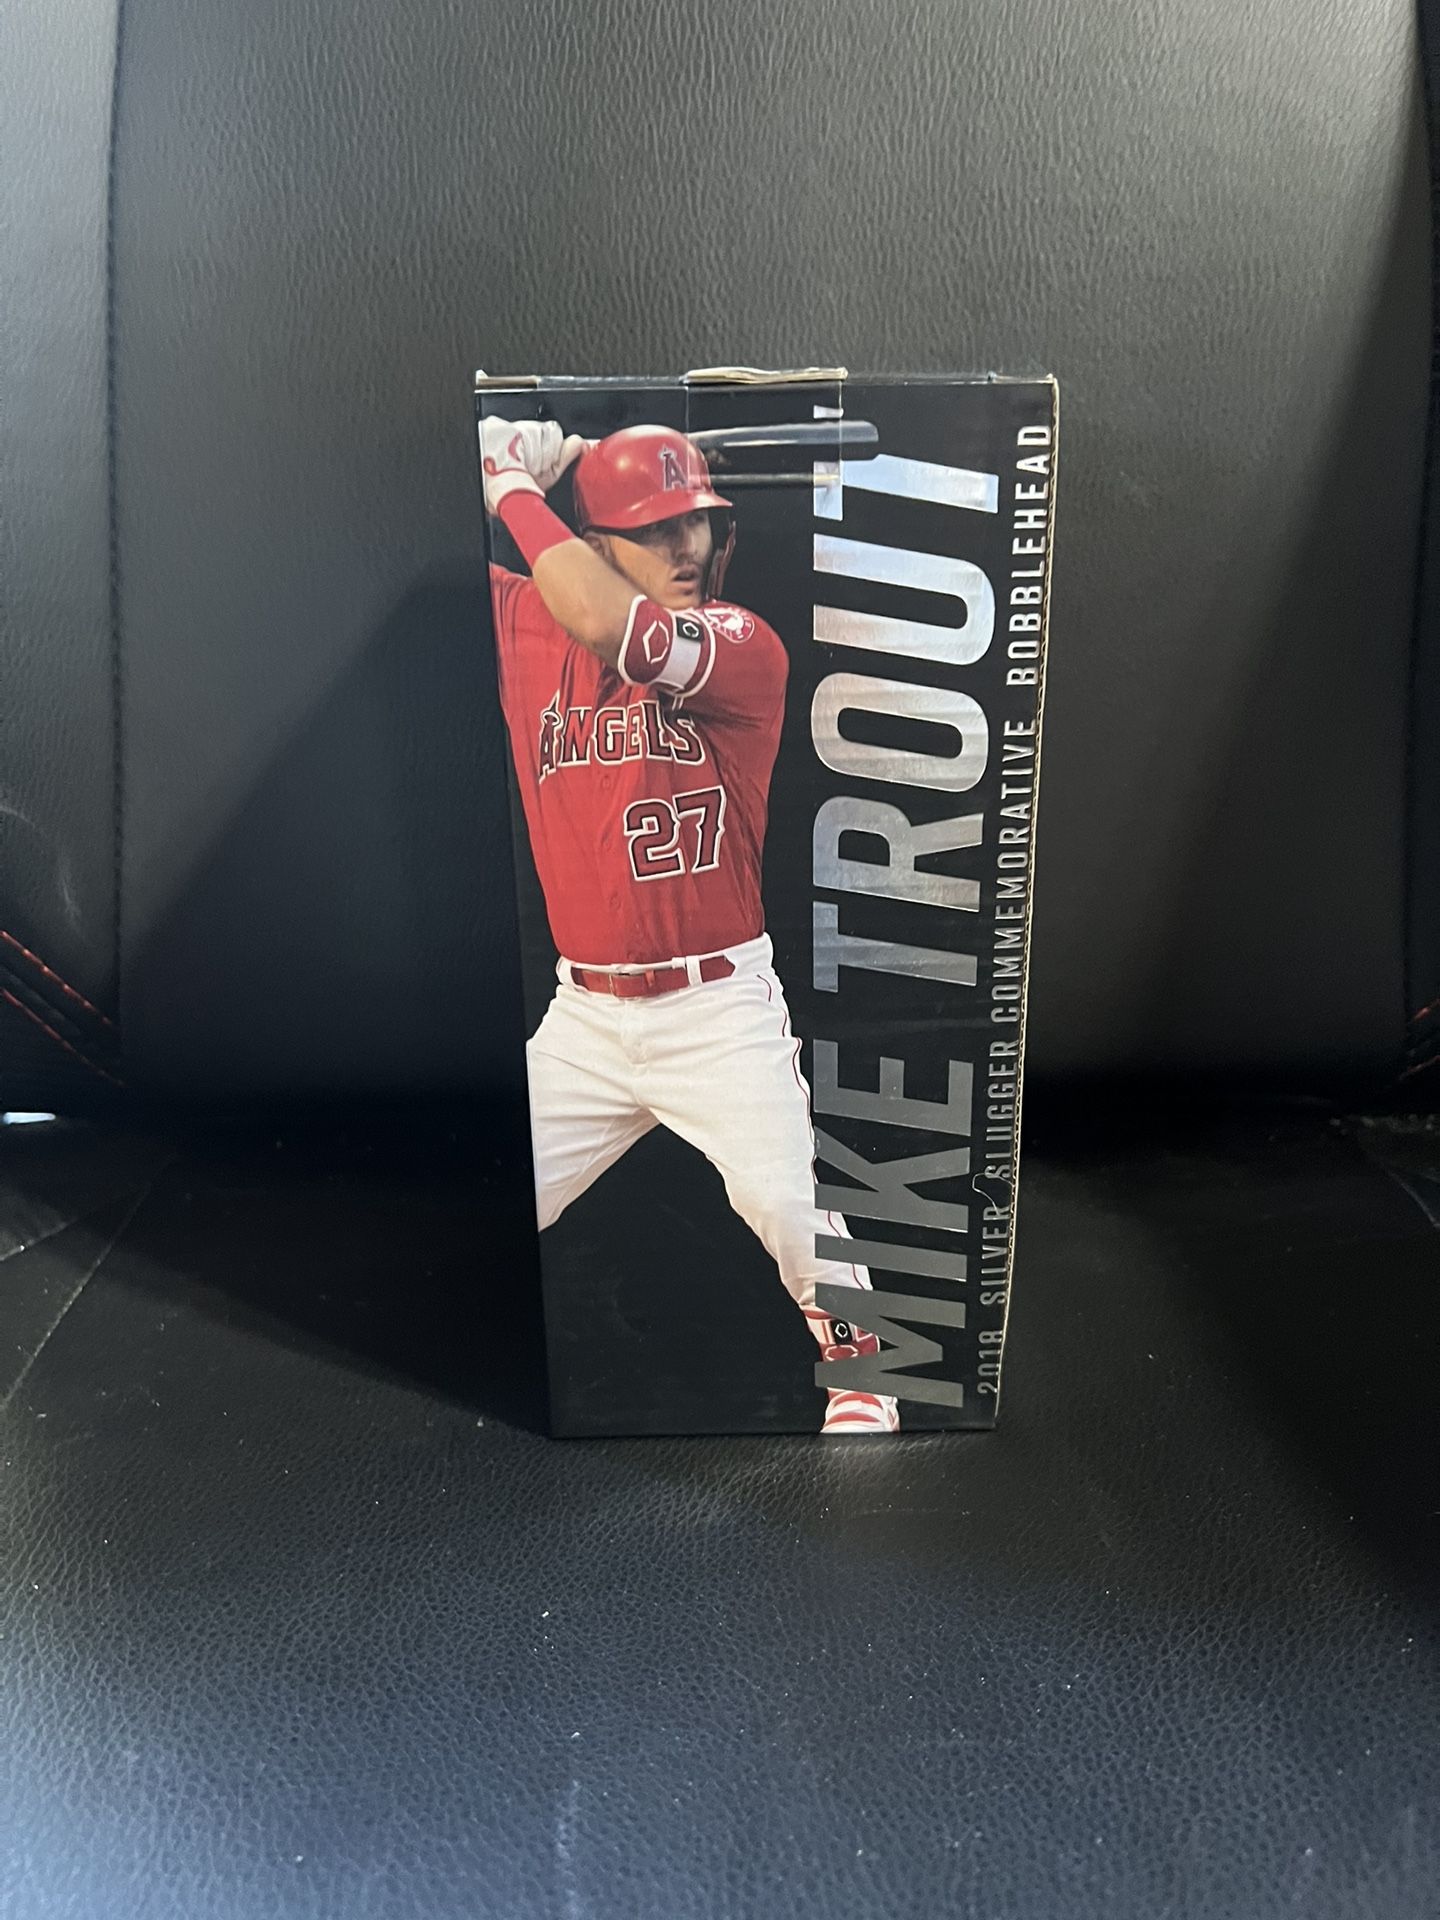 A
ANGELS
27
MIKE TROUT
2018 SILVER SLUGGER COMMEMORATIVE BOBBLEHEAD